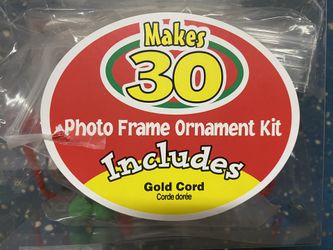 Makes
30
Photo Frame Ornament Kit
Includes
Gold Cord
Corde dorée